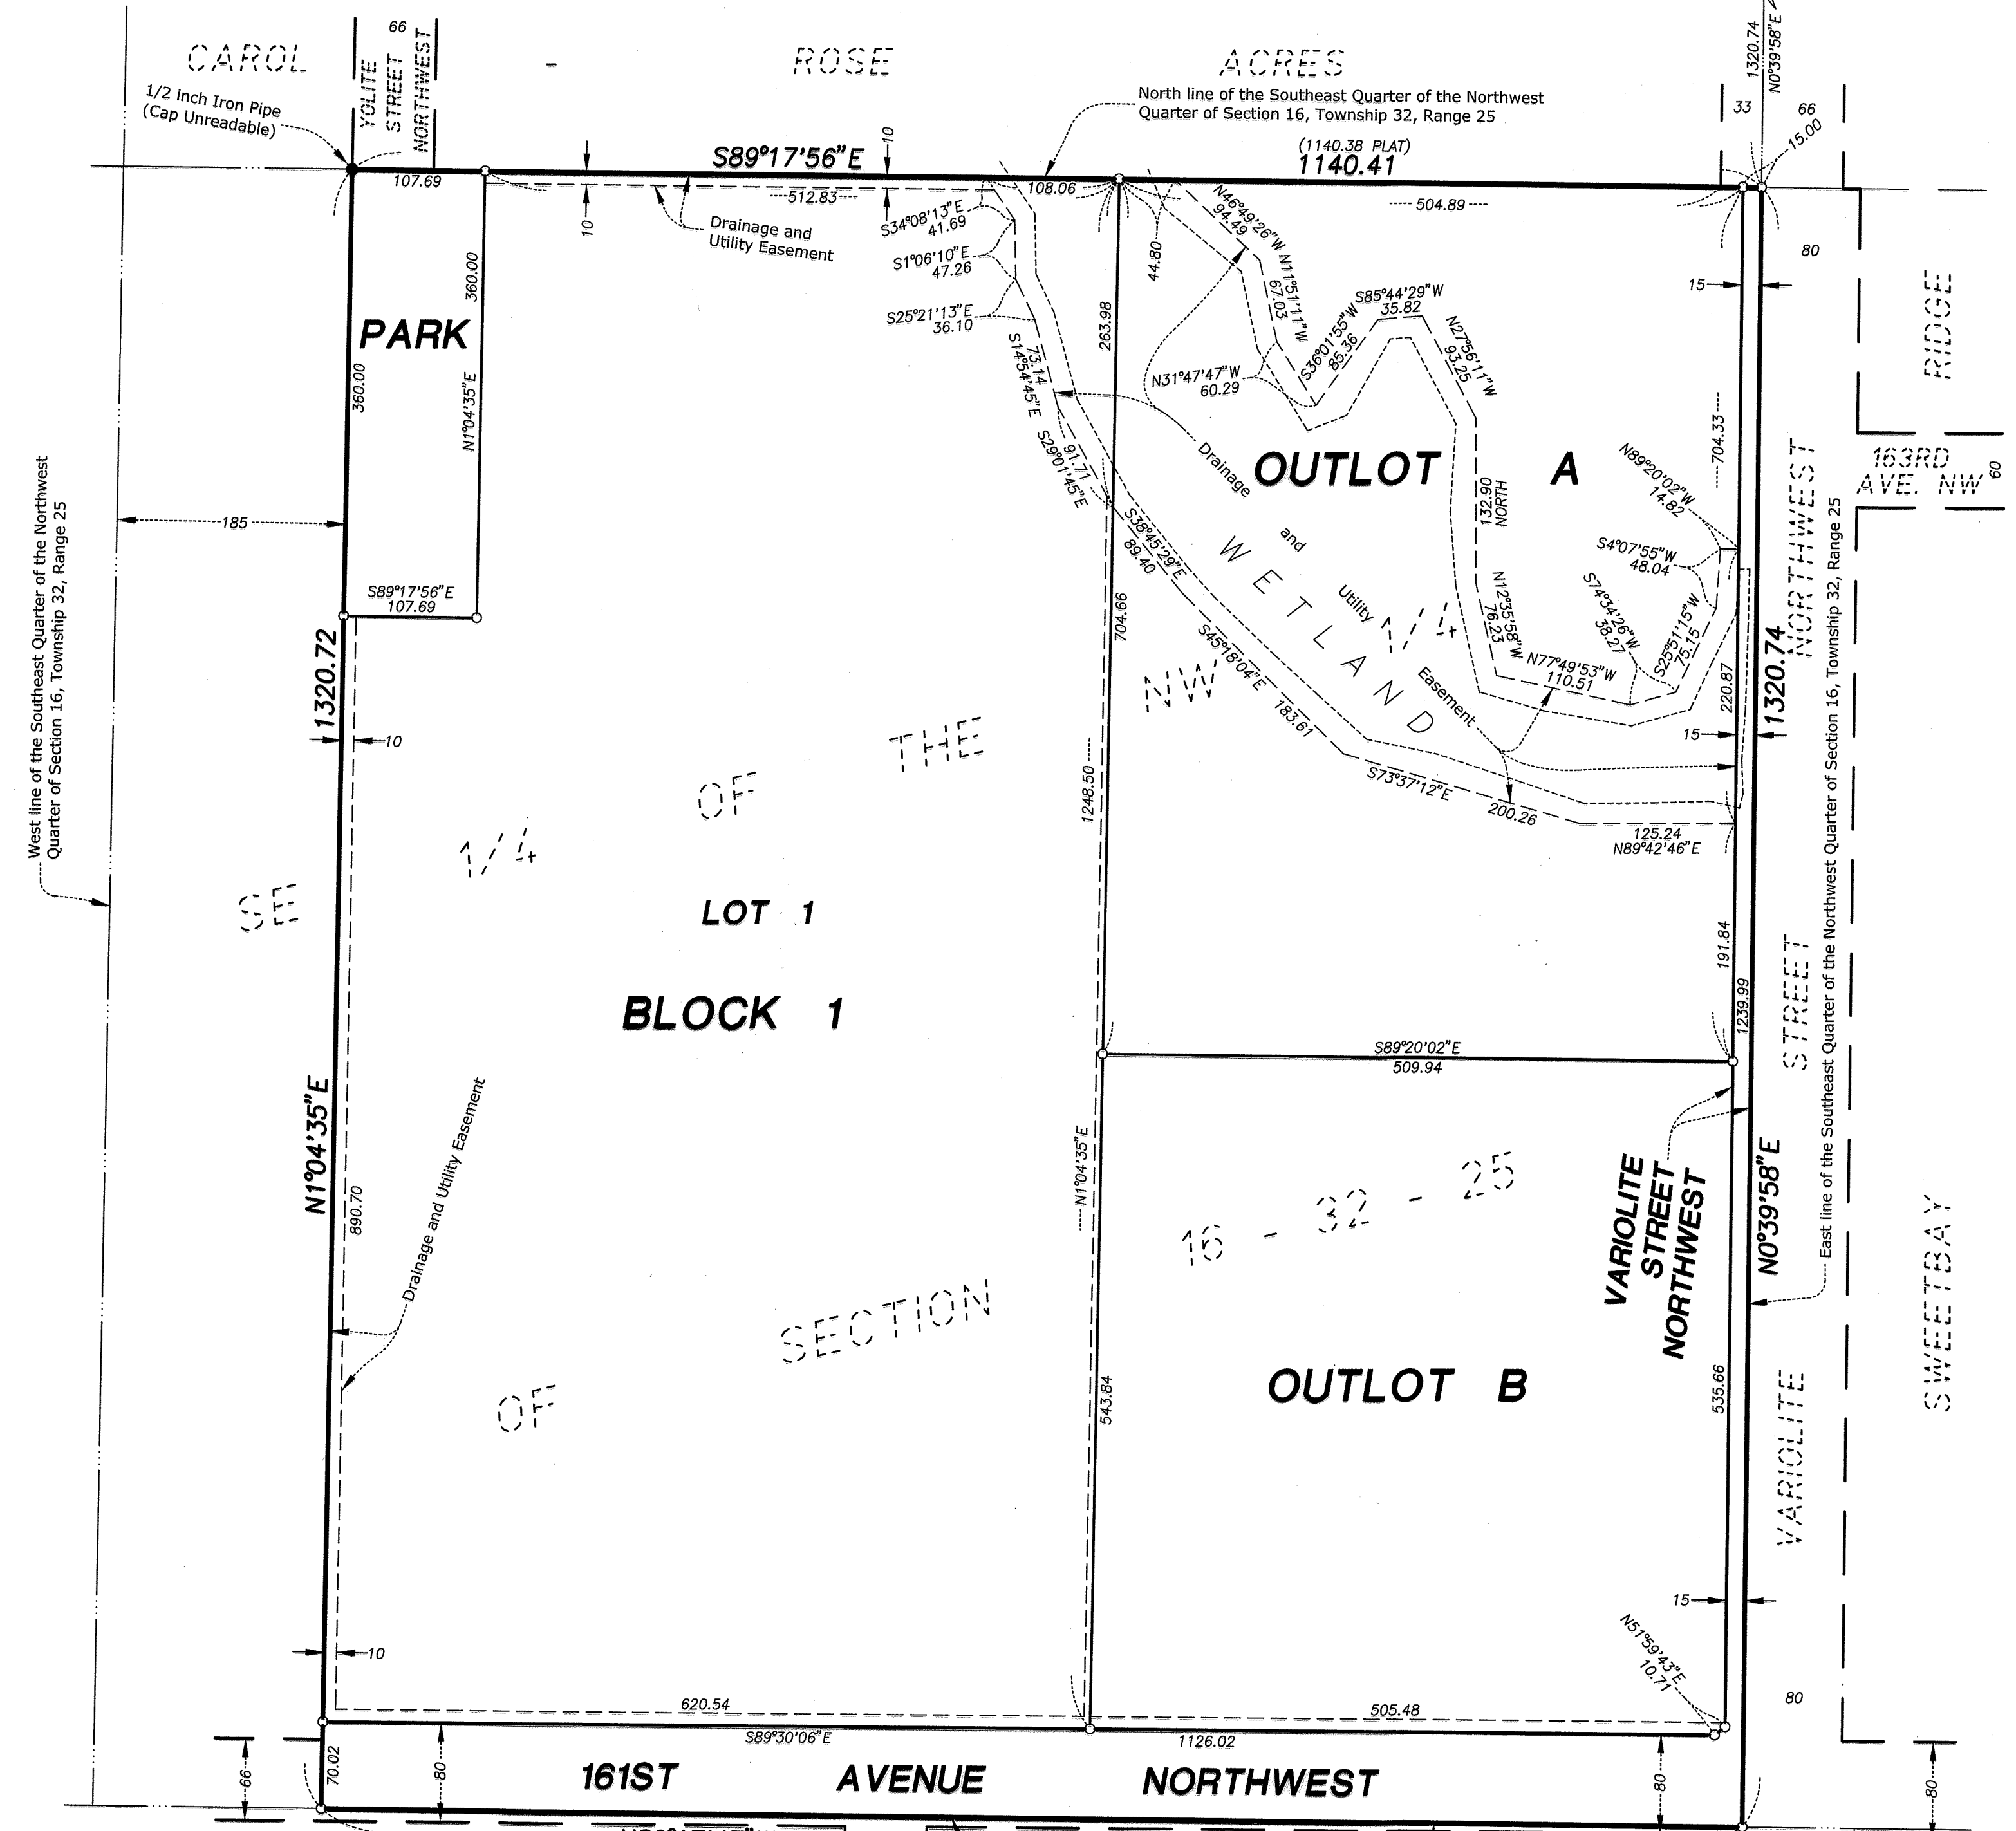 CAROL - ROSE ACRES
66
YOLITE
STREET
NORTHWEST
1/2 inch Iron Pipe
(Cap Unreadable)
North line of the Southeast Quarter of the Northwest
Quarter of Section 16, Township 32, Range 25
S89°17'56"E
(1140.38 PLAT)
1140.41
1320.74
N0°39'58"E
33
66
15.00
107.69
10
10
512.83
108.06
504.89
Drainage and
Utility Easement
S34°08'13"E
41.69
S1°06'10"E
47.26
S25°21'13"E
36.10
73.14
S14°54'45"E
91.71
S29°01'45"E
S38°45'29"E
89.40
S45°18'04"E
183.61
S73°37'12"E
200.26
125.24
N89°42'46"E
44.80
263.98
N46°49'26"W
94.49
N11°51'11"W
67.03
N31°47'47"W
60.29
S36°01'55"W
85.36
S85°44'29"W
35.82
N27°56'11"W
93.25
132.90
NORTH
N12°35'58"W
76.23
N77°49'53"W
110.51
S74°34'26"W
38.27
S25°51'15"W
75.15
S4°07'55"W
48.04
N89°20'02"W
14.82
704.33
220.87
15
15
80
RIDGE
163RD
AVE. NW
60
PARK
360.00
360.00
N1°04'35"E
S89°17'56"E
107.69
185
West line of the Southeast Quarter of the Northwest
Quarter of Section 16, Township 32, Range 25
OUTLOT A
Drainage
and
Utility
Easement
WETLAND
1320.72
10
704.66
1248.50
SE 1/4 OF THE NW 1/4
LOT 1
BLOCK 1
1320.74
NORTHWEST
East line of the Southeast Quarter of the Northwest Quarter of Section 16, Township 32, Range 25
191.84
1239.99
S89°20'02"E
509.94
N1°04'35"E
890.70
Drainage and Utility Easement
N1°04'35"E
VARIOLITE
STREET
NORTHWEST
N0°39'58"E
STREET
VARIOLITE
SWEETBAY
OF SECTION 16 - 32 - 25
OUTLOT B
543.84
535.66
15
N51°59'43"E
10.71
80
10
620.54
S89°30'06"E
505.48
1126.02
66
70.02
80
161ST AVENUE NORTHWEST
80
80